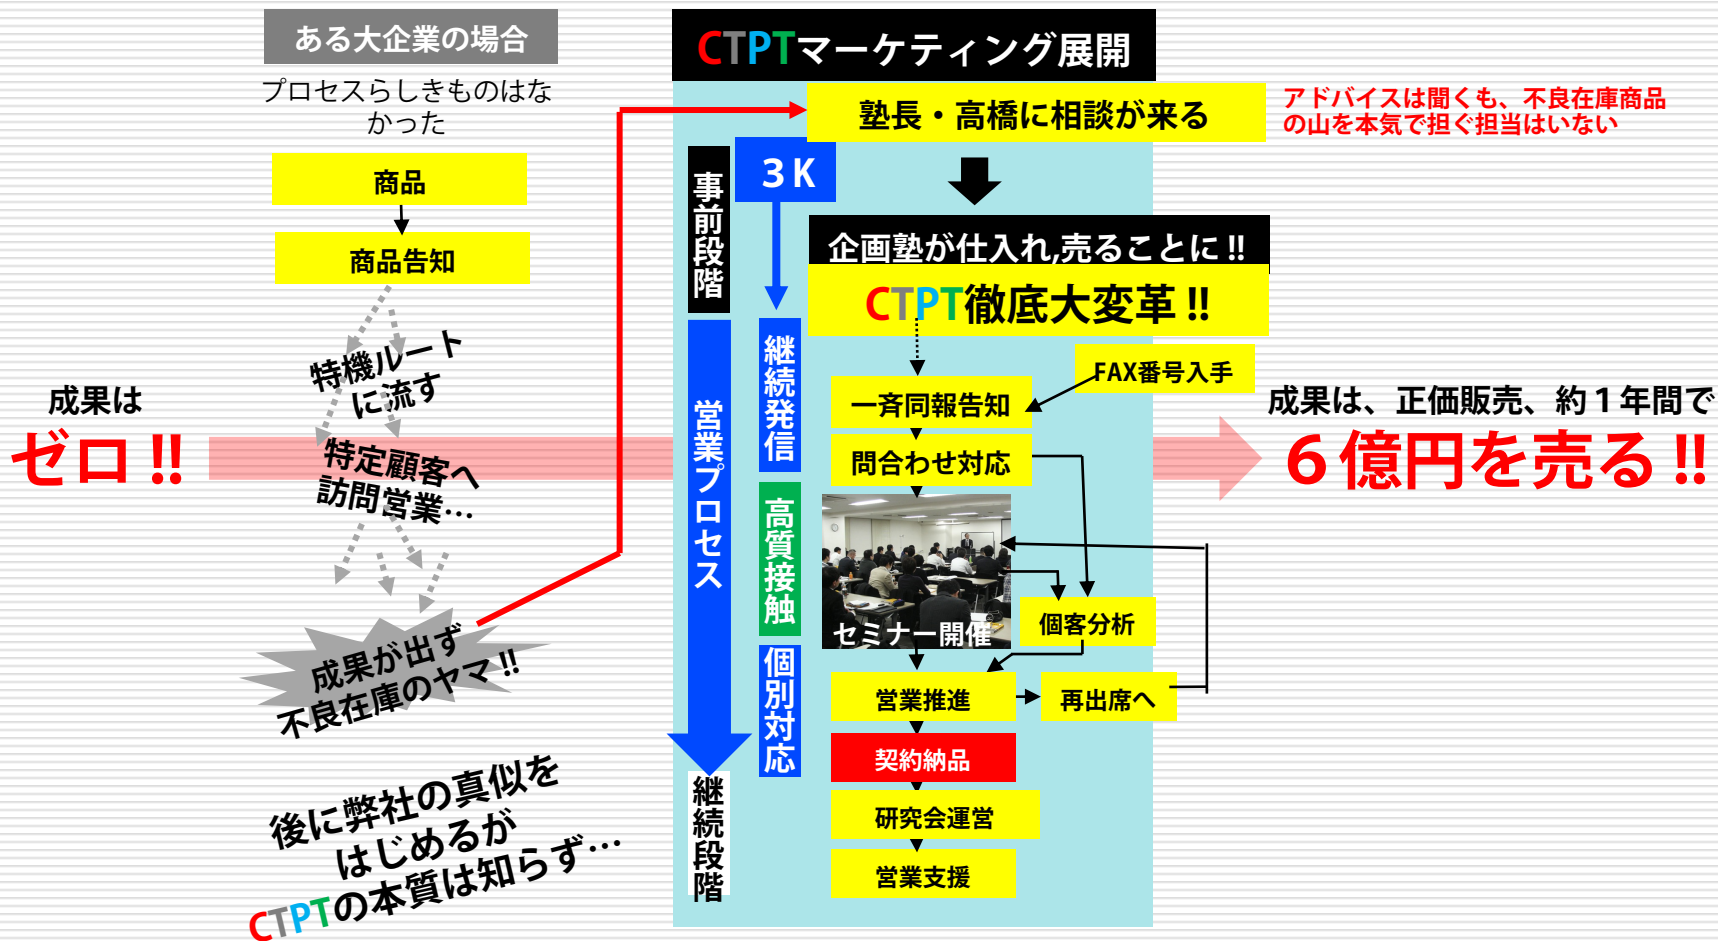 ある大企業の場合
プロセスらしきものはな
かった
商品
商品告知
特機ルート
に流す
特定顧客へ
訪問営業…
成果は
ゼロ!!
成果が出ず
不良在庫のヤマ!!
後に弊社の真似を
はじめるが
CTPTの本質は知らず…
CTPTマーケティング展開
塾長・高橋に相談が来る
アドバイスは聞くも、不良在庫商品
の山を本気で担ぐ担当はいない
事前段階
3K
企画塾が仕入れ,売ることに!!
CTPT徹底大変革!!
営業プロセス
継続発信
高質接触
個別対応
継続段階
FAX番号入手
一斉同報告知
問合わせ対応
セミナー開催
個客分析
営業推進
再出席へ
契約納品
研究会運営
営業支援
成果は、正価販売、約1年間で
6億円を売る!!